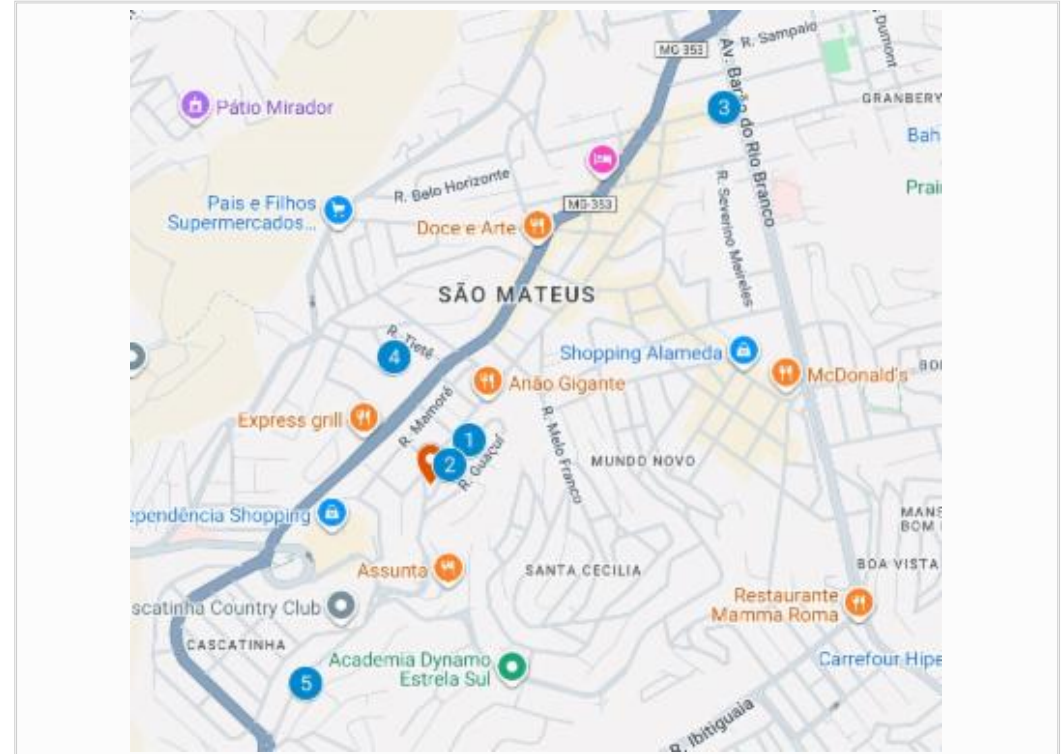 MG-353
R. Sampaio
Dumont
Av. Barão do Rio Branco
3
GRANBERY
Pátio Mirador
Bah
R. Belo Horizonte
R. Severino Meireles
Prai
Pais e Filhos
Supermercados...
MG-353
Doce e Arte
SÃO MATEUS
R. Tietê
4
Shopping Alameda
McDonald's
BO
Anão Gigante
R. Mamoré
Express grill
R. Melo Franco
1
2
R. Guaçuí
MUNDO NOVO
ependência Shopping
MANS
BOM
Assunta
SANTA CECILIA
BOA VISTA
scatinha Country Club
Restaurante
Mamma Roma
CASCATINHA
Academia Dynamo
Estrela Sul
Carrefour Hipe
5
R. Ibitiguaia